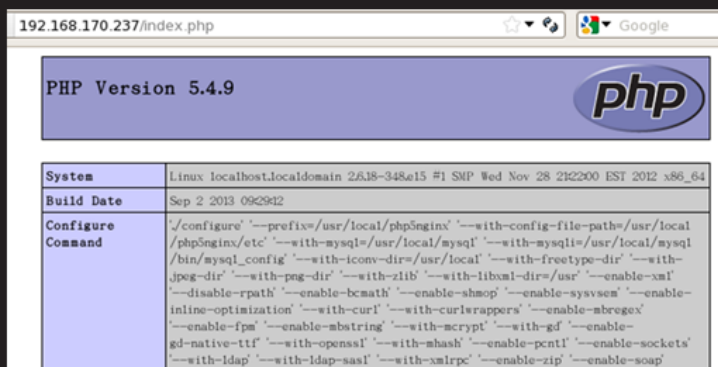 192.168.170.237/index.php
Google
PHP Version 5.4.9
php
System
Linux localhost.localdomain 2.6.18-348.el5 #1 SMP Wed Nov 28 21:22:00 EST 2012 x86_64
Build Date
Sep 2 2013 09:29:12
Configure Command
'./configure' '--prefix=/usr/local/php5nginx' '--with-config-file-path=/usr/local
/php5nginx/etc' '--with-mysql=/usr/local/mysql' '--with-mysqli=/usr/local/mysql
/bin/mysql_config' '--with-iconv-dir=/usr/local' '--with-freetype-dir' '--with-
jpeg-dir' '--with-png-dir' '--with-zlib' '--with-libxml-dir=/usr' '--enable-xml'
'--disable-rpath' '--enable-bcmath' '--enable-shmop' '--enable-sysvsem' '--enable-
inline-optimization' '--with-curl' '--with-curlwrappers' '--enable-mbregex'
'--enable-fpm' '--enable-mbstring' '--with-mcrypt' '--with-gd' '--enable-
gd-native-ttf' '--with-openssl' '--with-mhash' '--enable-pcntl' '--enable-sockets'
'--with-ldap' '--with-ldap-sasl' '--with-xmlrpc' '--enable-zip' '--enable-soap'